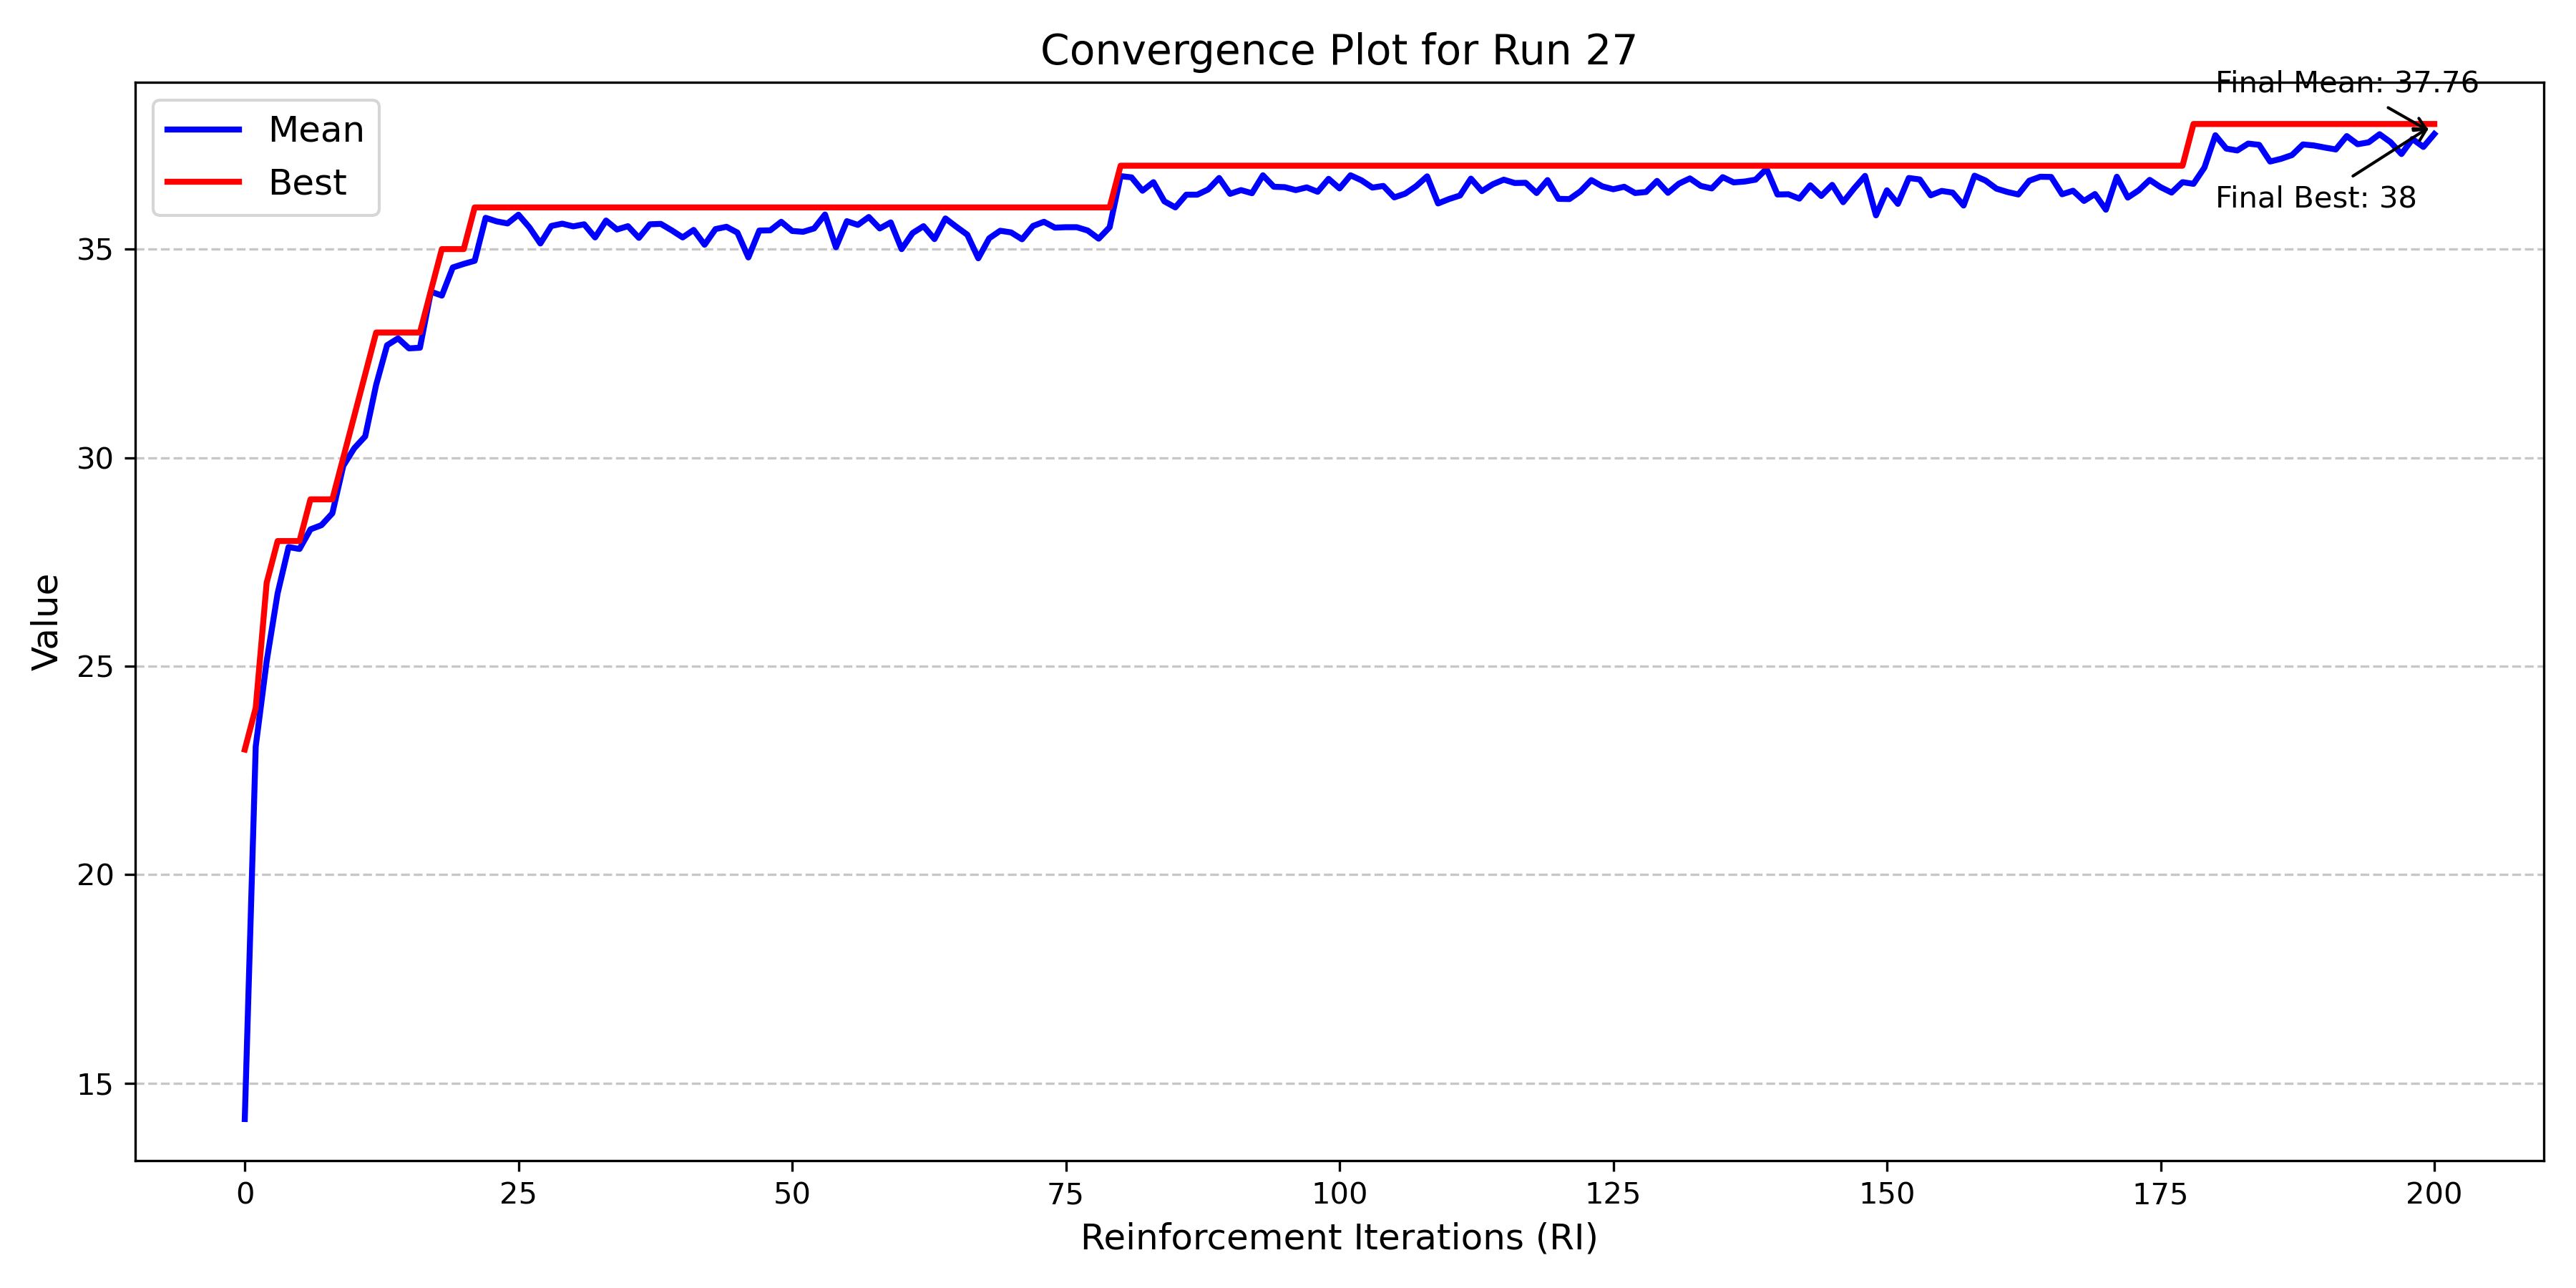 Convergence Plot for Run 27
Final Mean: 37.76
Mean
Best
Final Best: 38
35
30
25
20
15
Value
0 25 50 75 100 125 150 175 200
Reinforcement Iterations (RI)